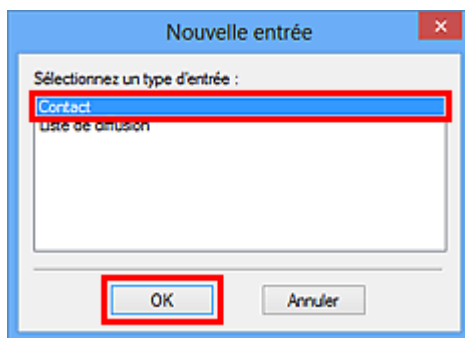 Nouvelle entrée
Sélectionnez un type d'entrée :
Contact
Liste de diffusion
OK
Annuler